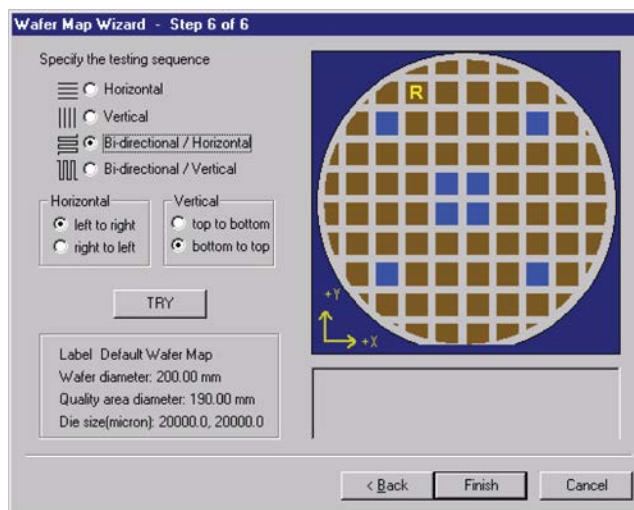 Wafer Map Wizard - Step 6 of 6
Specify the testing sequence
Horizontal
Vertical
Bi-directional / Horizontal
Bi-directional / Vertical
Horizontal
left to right
right to left
Vertical
top to bottom
bottom to top
TRY
Label Default Wafer Map
Wafer diameter: 200.00 mm
Quality area diameter: 190.00 mm
Die size(micron): 20000.0, 20000.0
R
+Y
+X
< Back
Finish
Cancel